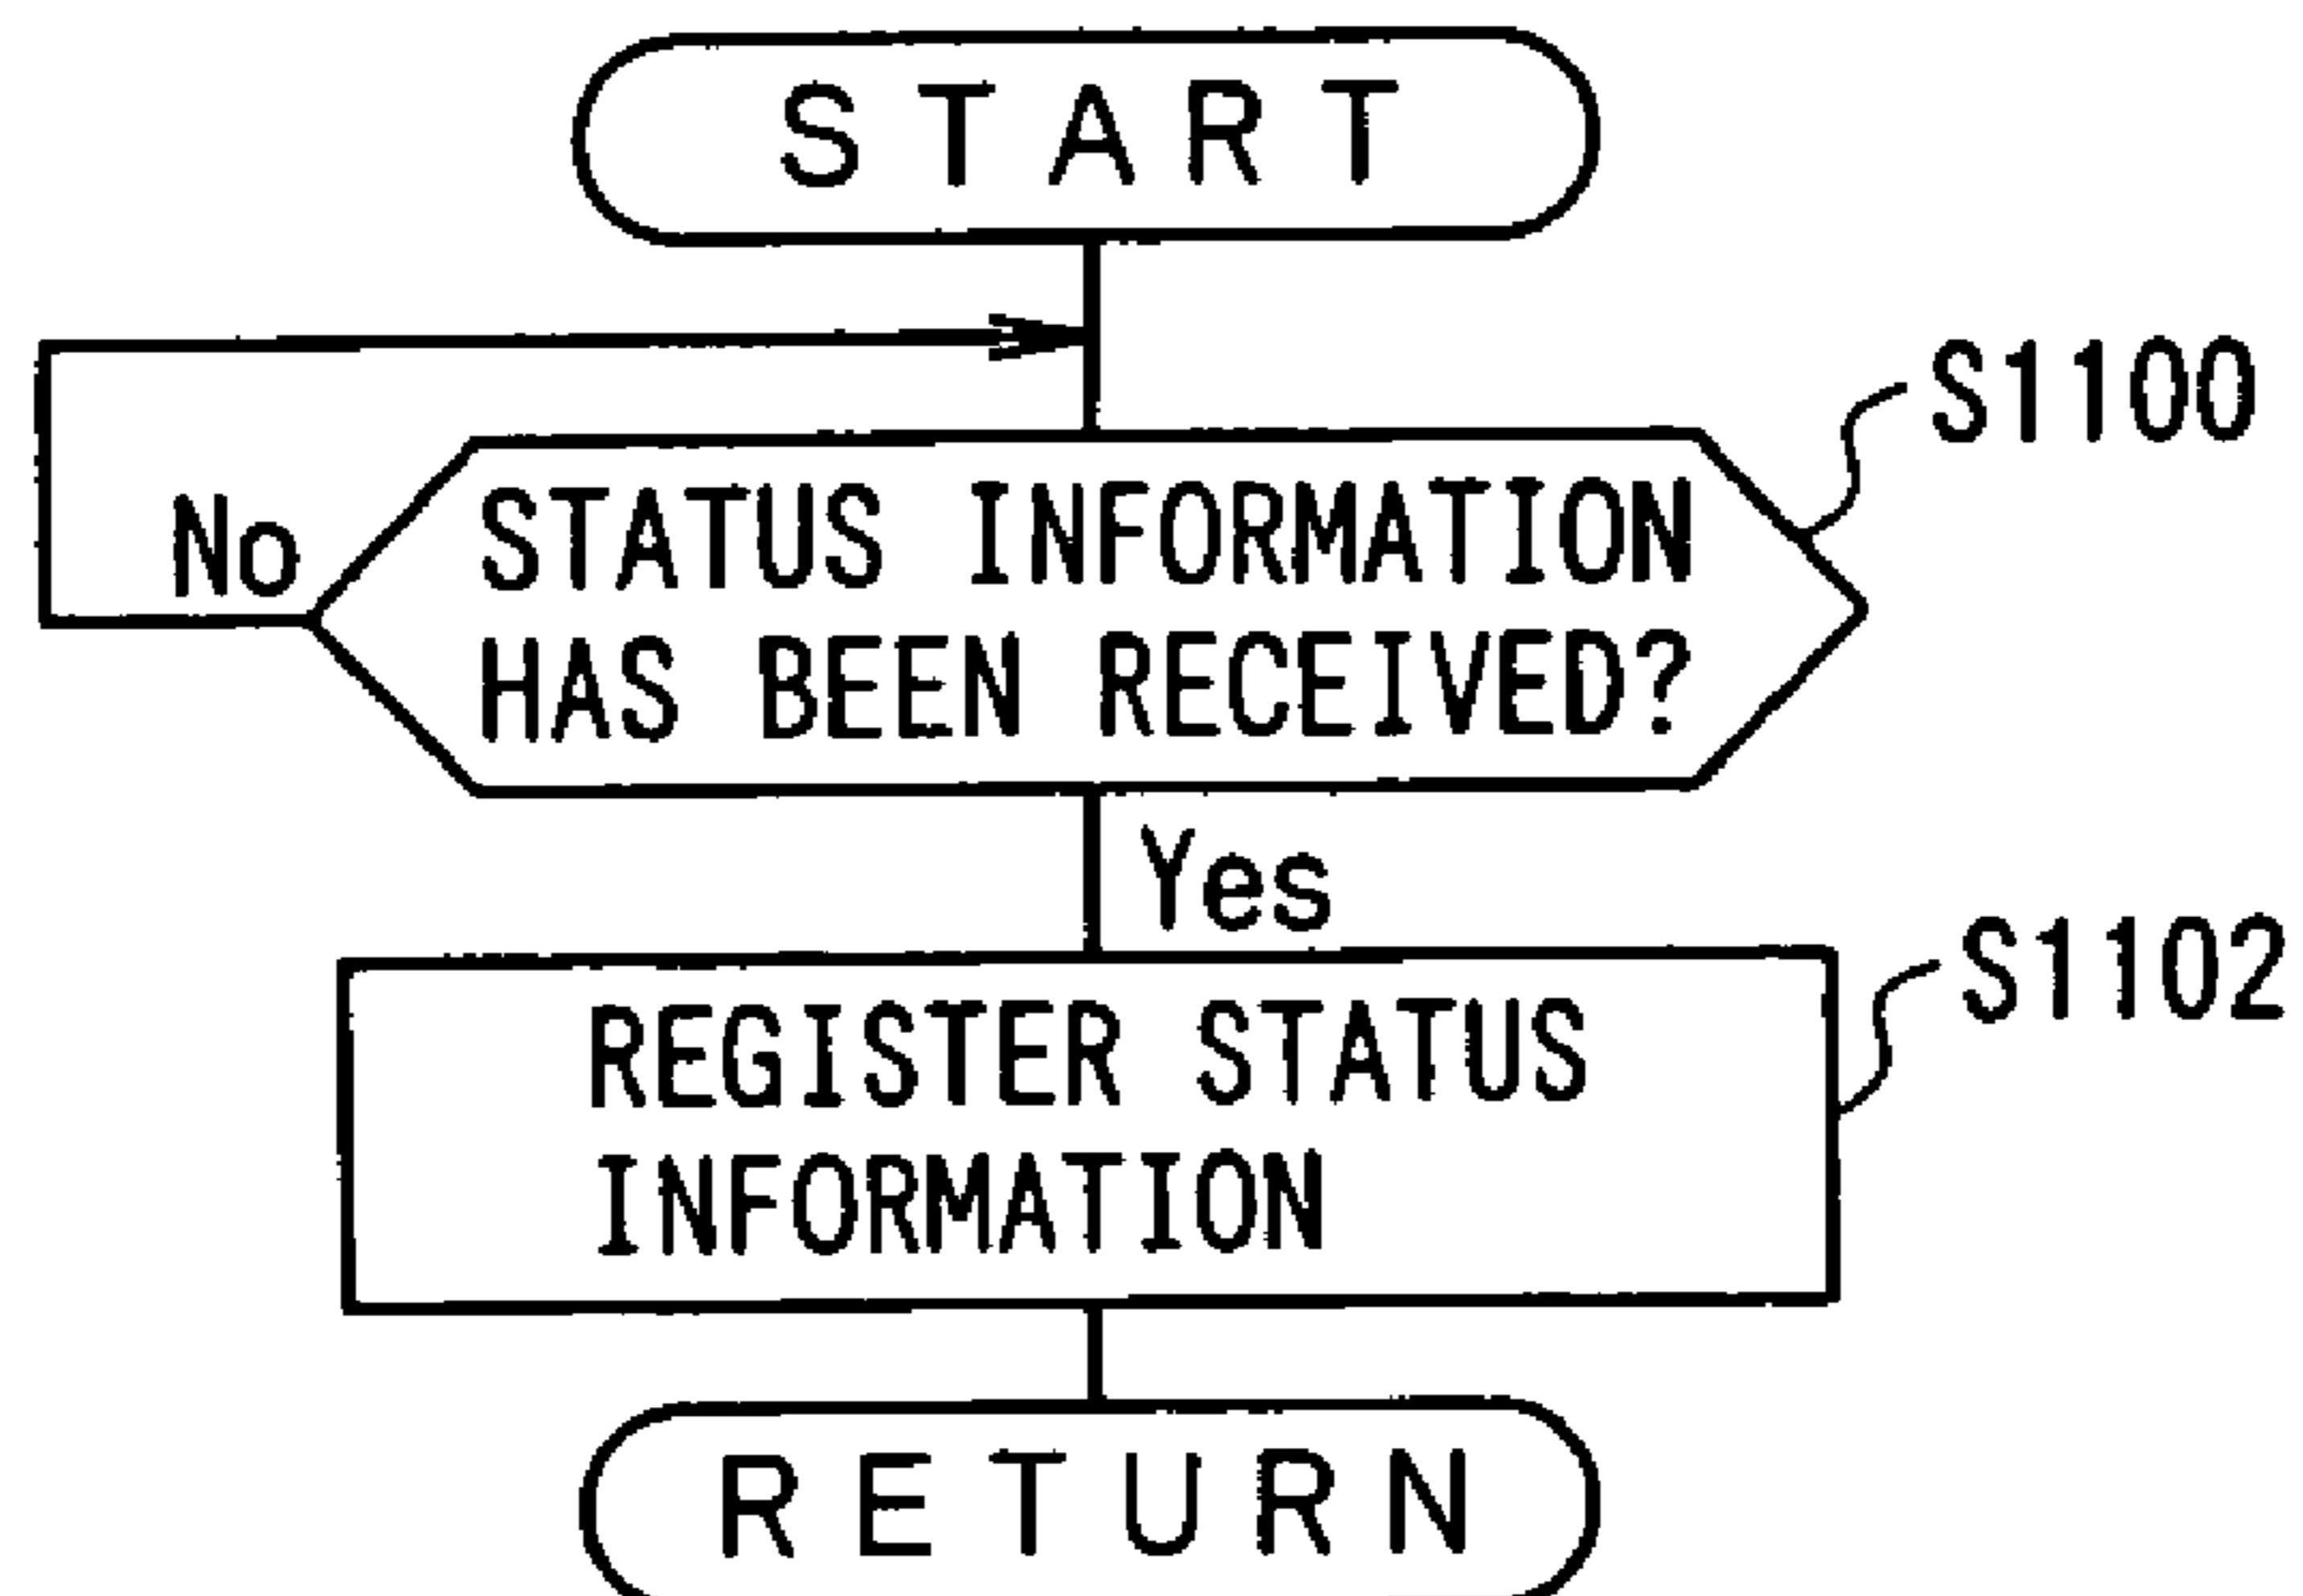 START
S1100
No
STATUS INFORMATION
HAS BEEN RECEIVED?
Yes
S1102
REGISTER STATUS
INFORMATION
RETURN